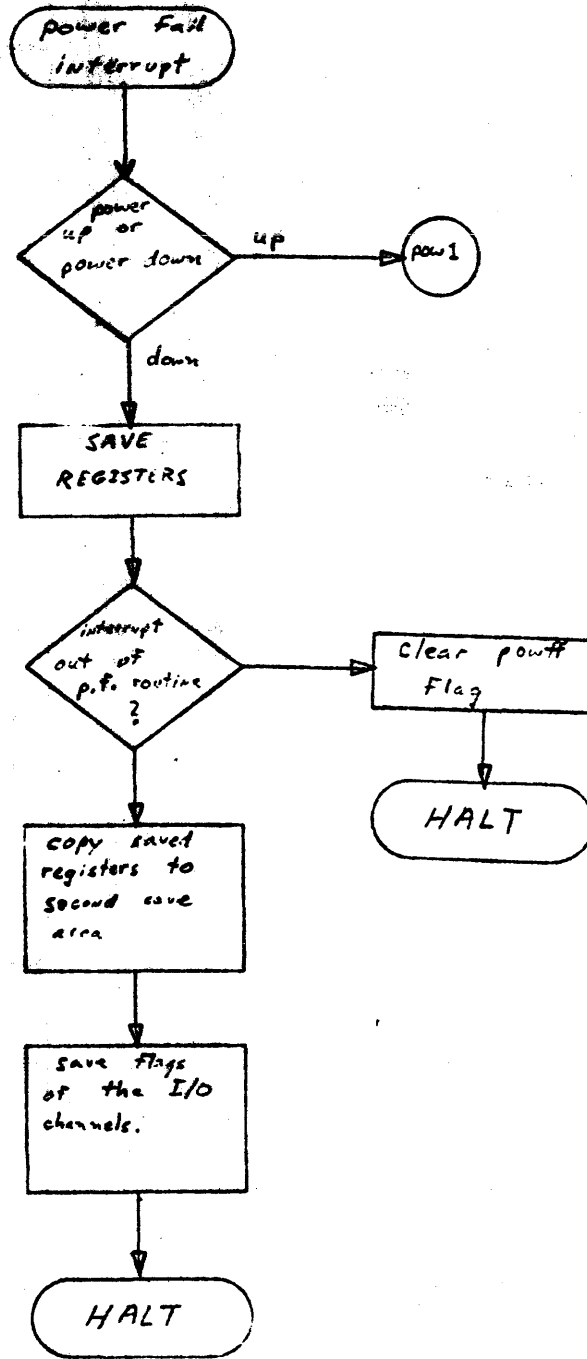 power fail
interrupt
power
up or
power down
up
pow1
down
SAVE
REGISTERS
interrupt
out of
p.f. routine
?
Clear powff
Flag
HALT
copy saved
registers to
second save
area
save flags
of the I/O
channels.
HALT